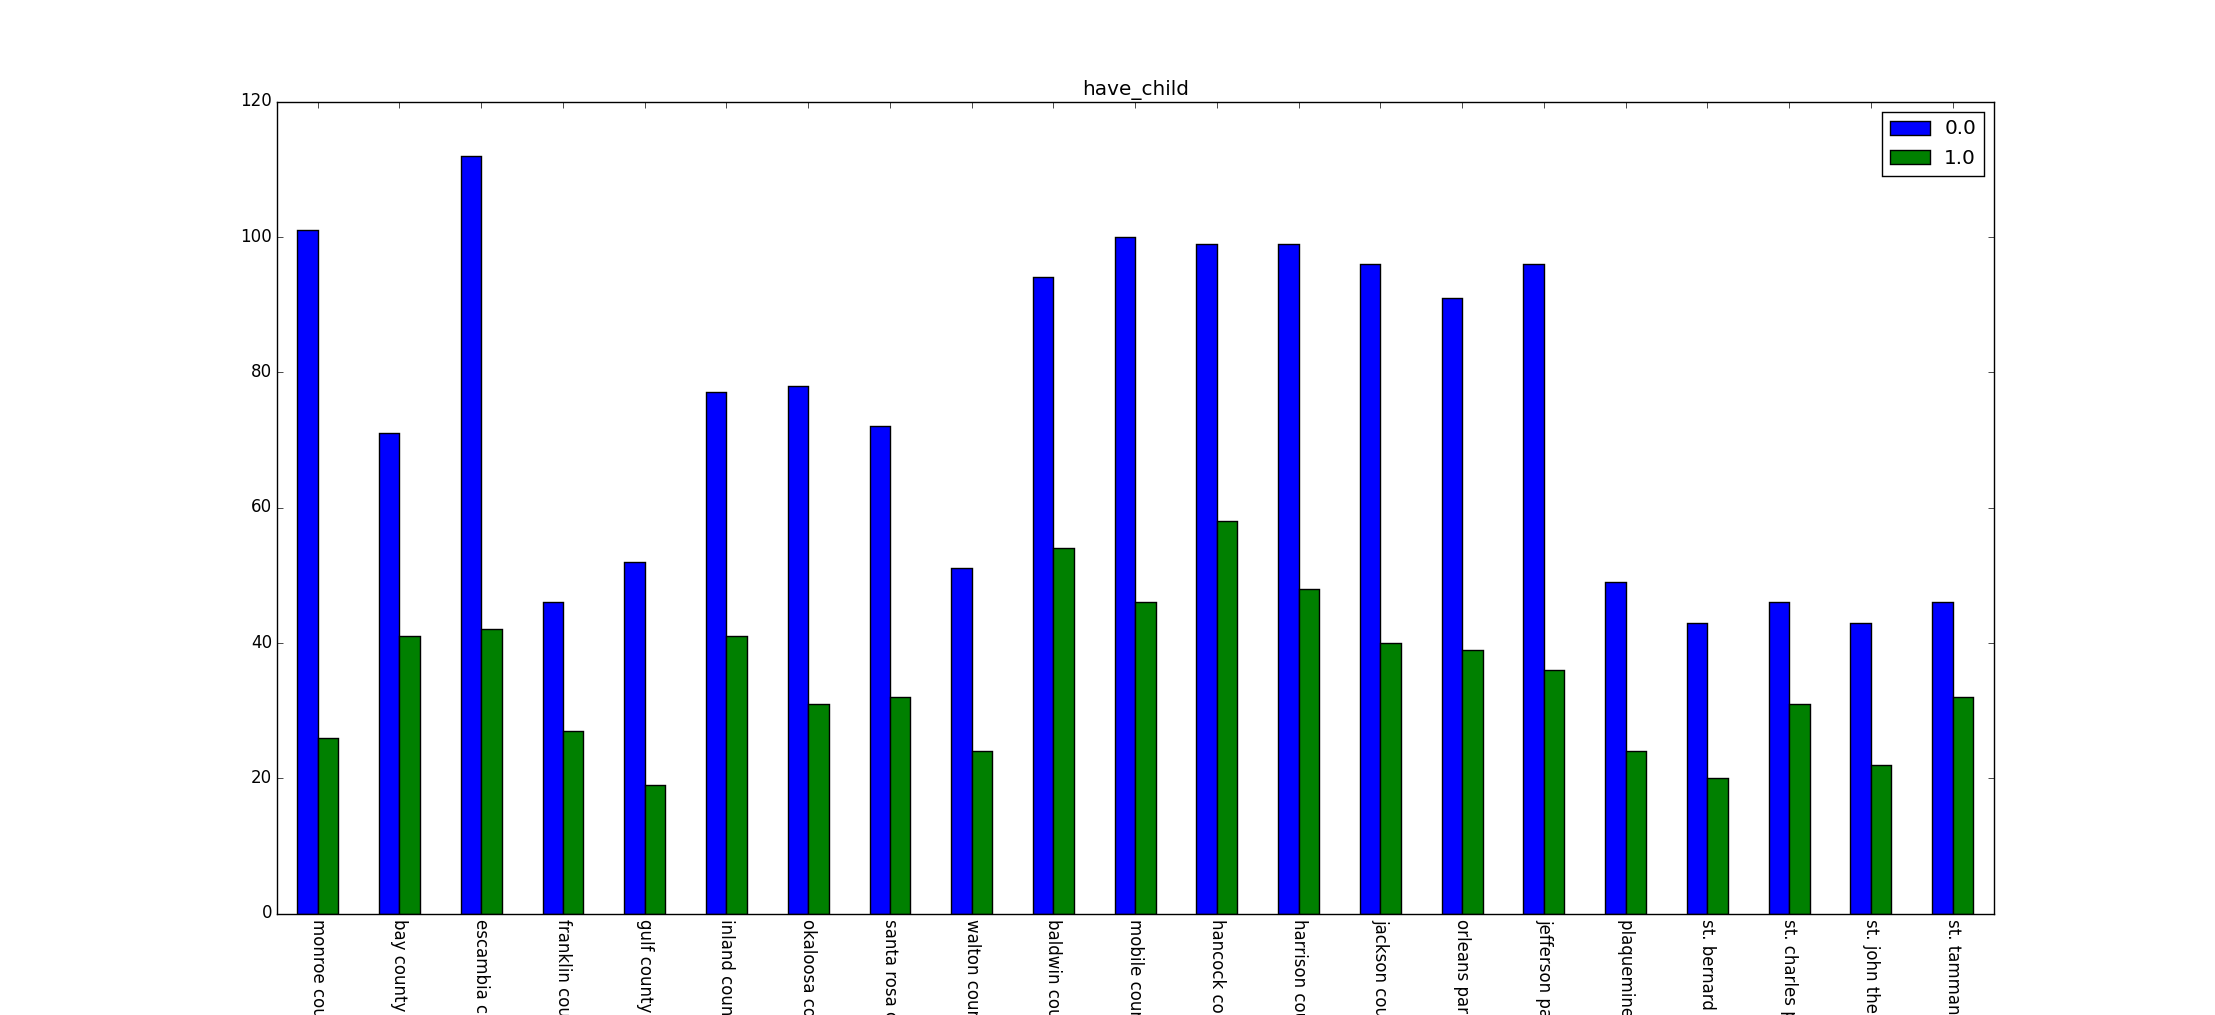 have_child
120
100
80
60
40
20
0
0.0
1.0
monroe cou
bay county
escambia c
franklin cou
gulf county
inland coun
okaloosa co
santa rosa
walton coun
baldwin cou
mobile coun
hancock co
harrison cou
jackson cou
orleans par
jefferson pa
plaquemine
st. bernard
st. charles p
st. john the
st. tamman